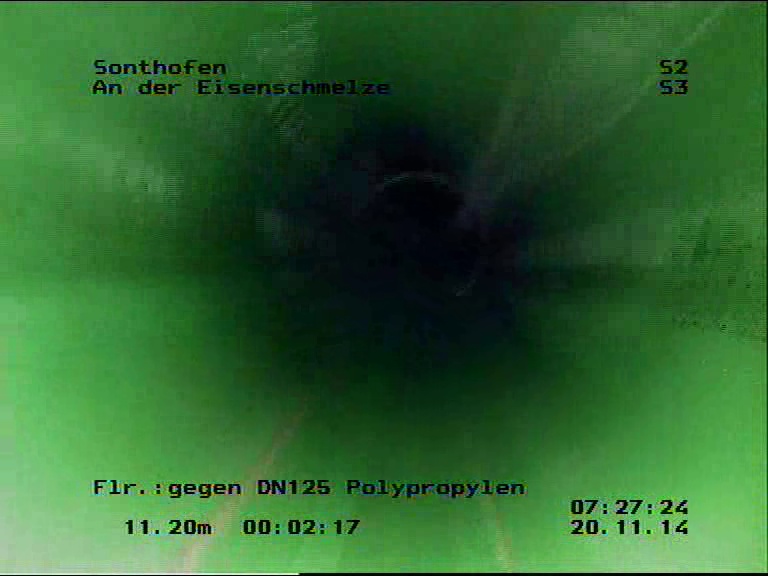 Sonthofen S2
An der Eisenschmelze S3
Flr.:gegen DN125 Polypropylen
07:27:24
11.20m 00:02:17 20.11.14